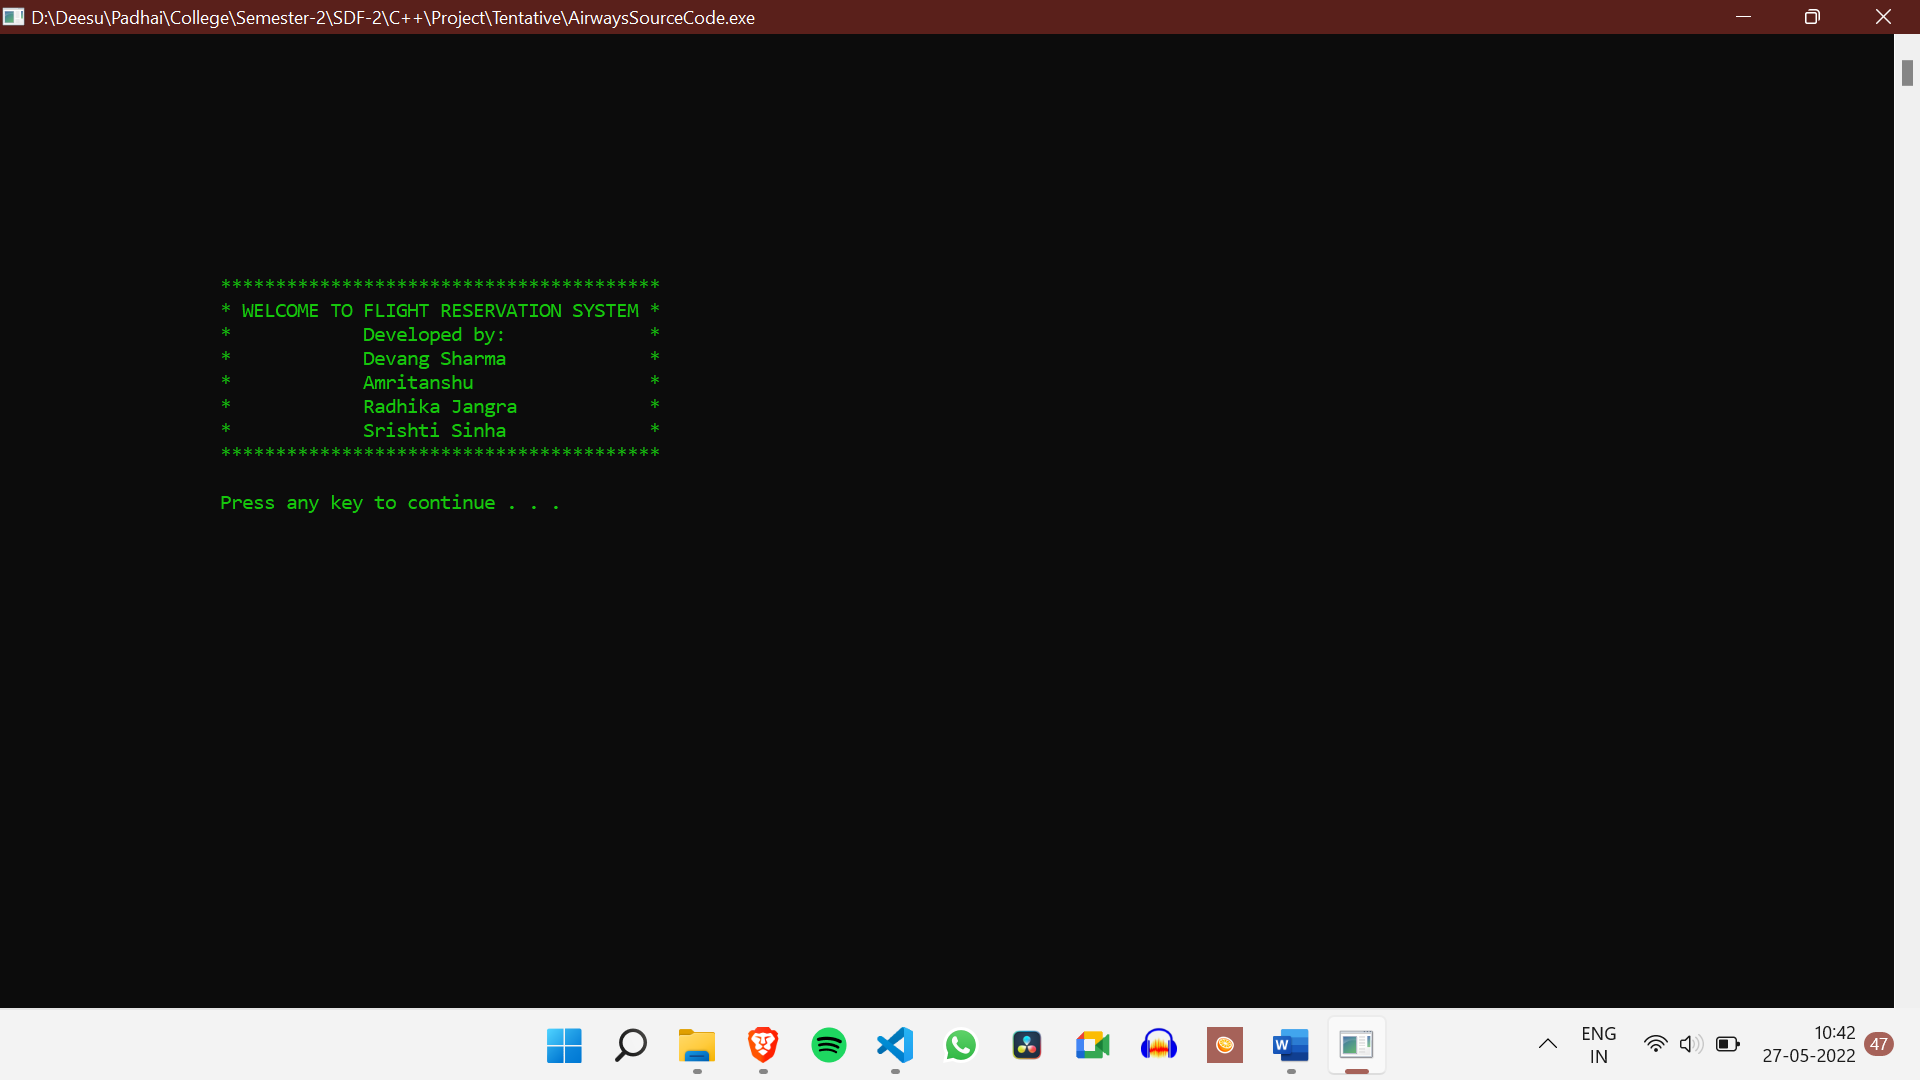 D:\Deesu\Padhai\College\Semester-2\SDF-2\C++\Project\Tentative\AirwaysSourceCode.exe
****************************************
* WELCOME TO FLIGHT RESERVATION SYSTEM *
*            Developed by:             *
*            Devang Sharma             *
*            Amritanshu                *
*            Radhika Jangra            *
*            Srishti Sinha             *
****************************************
Press any key to continue . . .
W
ENG
IN
10:42
27-05-2022
47